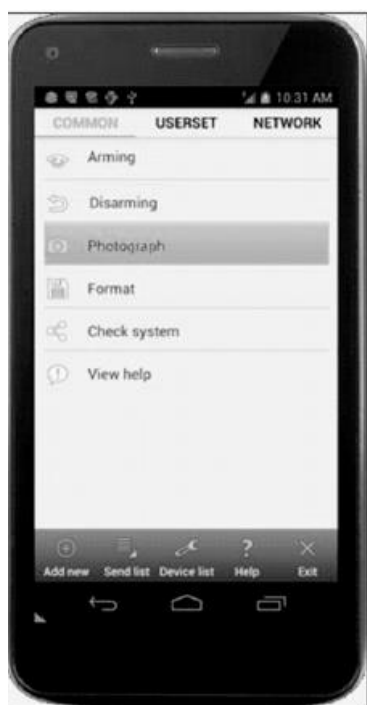 10:31 AM
COMMON USERSET NETWORK
Arming
Disarming
Photograph
Format
Check system
View help
?
Add new Send list Device list Help Exit